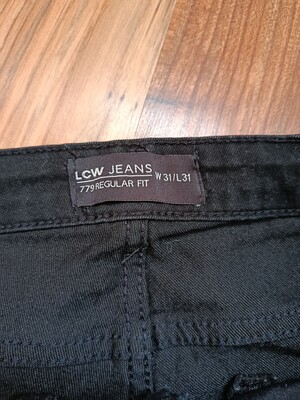 LCW JEANS
779 REGULAR FIT
W 31/L 31